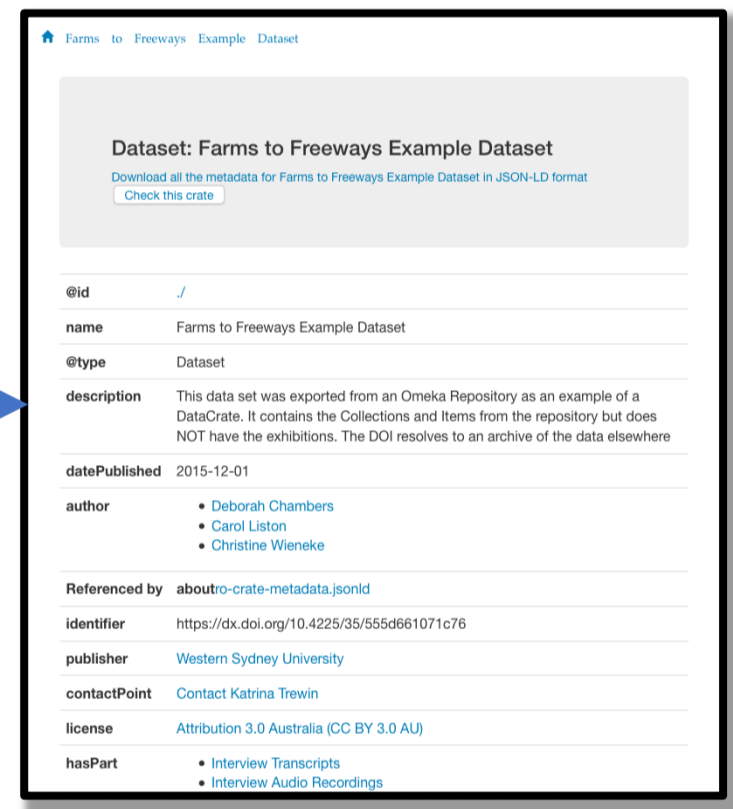 Farms to Freeways Example Dataset
Dataset: Farms to Freeways Example Dataset
Download all the metadata for Farms to Freeways Example Dataset in JSON-LD format
Check this crate
@id ./
name Farms to Freeways Example Dataset
@type Dataset
description This data set was exported from an Omeka Repository as an example of a
DataCrate. It contains the Collections and Items from the repository but does
NOT have the exhibitions. The DOI resolves to an archive of the data elsewhere
datePublished 2015-12-01
author • Deborah Chambers
• Carol Liston
• Christine Wieneke
Referenced by aboutro-crate-metadata.jsonld
identifier https://dx.doi.org/10.4225/35/555d661071c76
publisher Western Sydney University
contactPoint Contact Katrina Trewin
license Attribution 3.0 Australia (CC BY 3.0 AU)
hasPart • Interview Transcripts
• Interview Audio Recordings